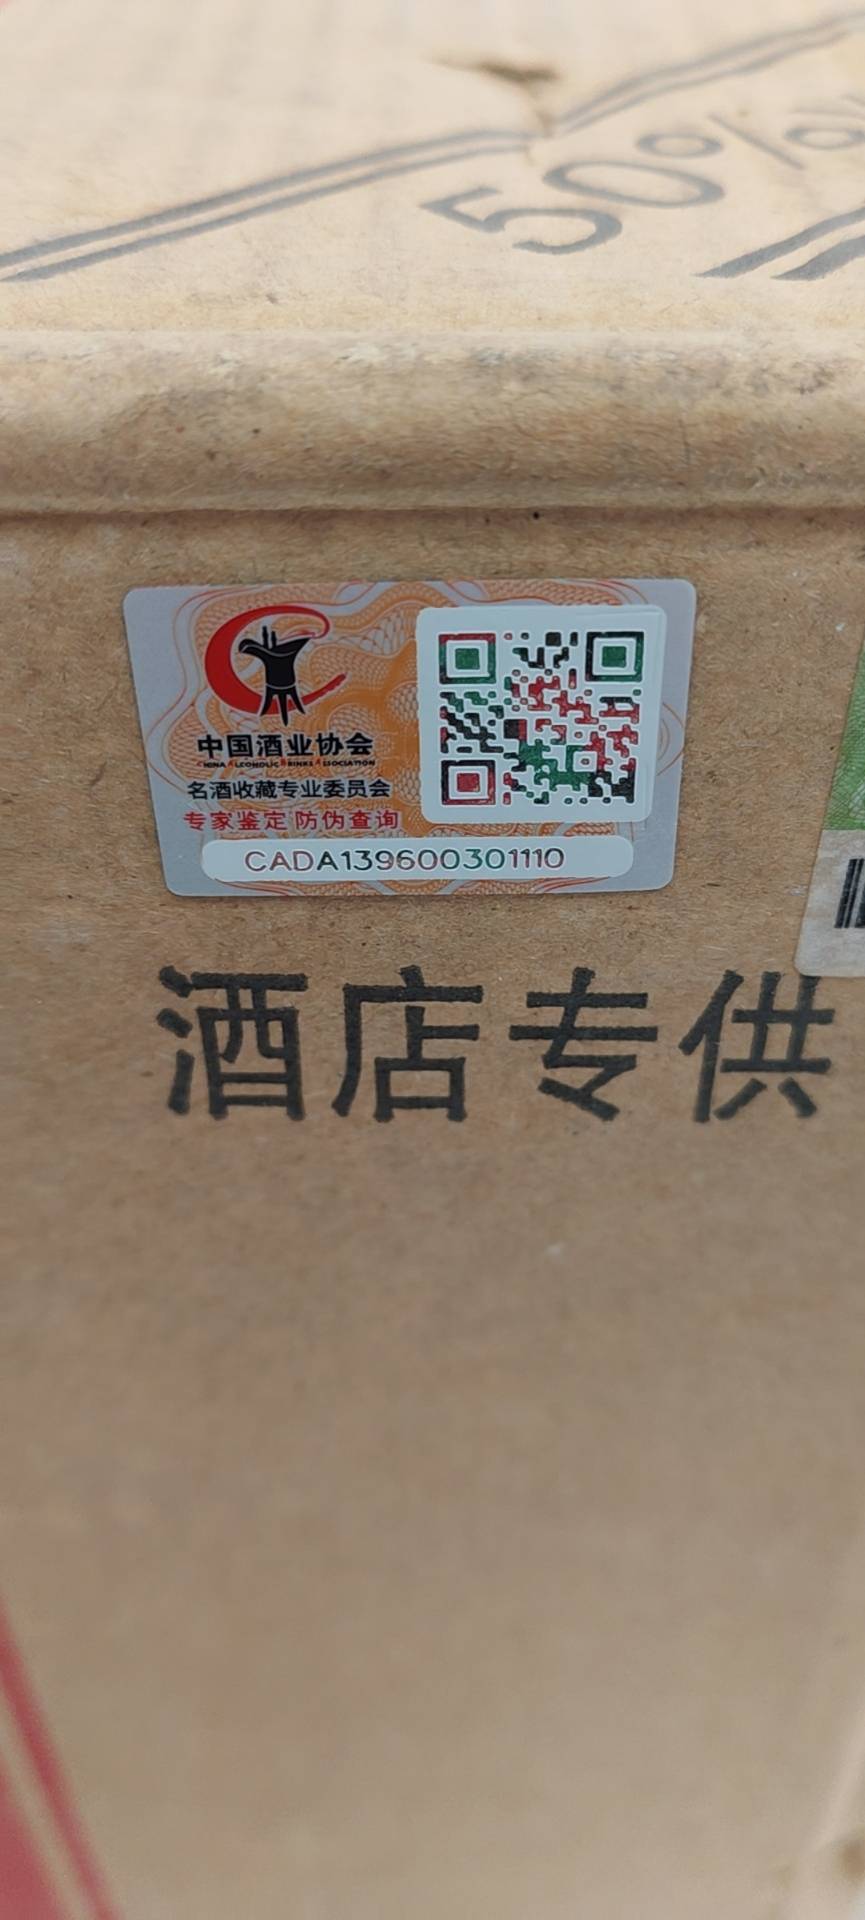 50%
中国酒业协会
CHINA ALCOHOLIC DRINKS ASSOCIATION
名酒收藏专业委员会
专家鉴定 防伪查询
CADA139600301110
酒店专供